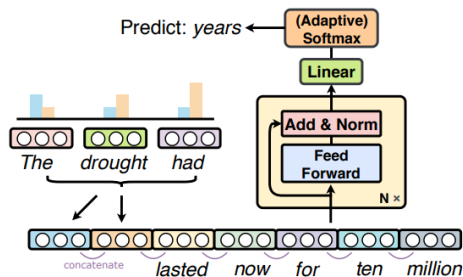 Predict: years
(Adaptive)
Softmax
Linear
Add & Norm
Feed
Forward
N ×
The drought had
concatenate
lasted now for ten million